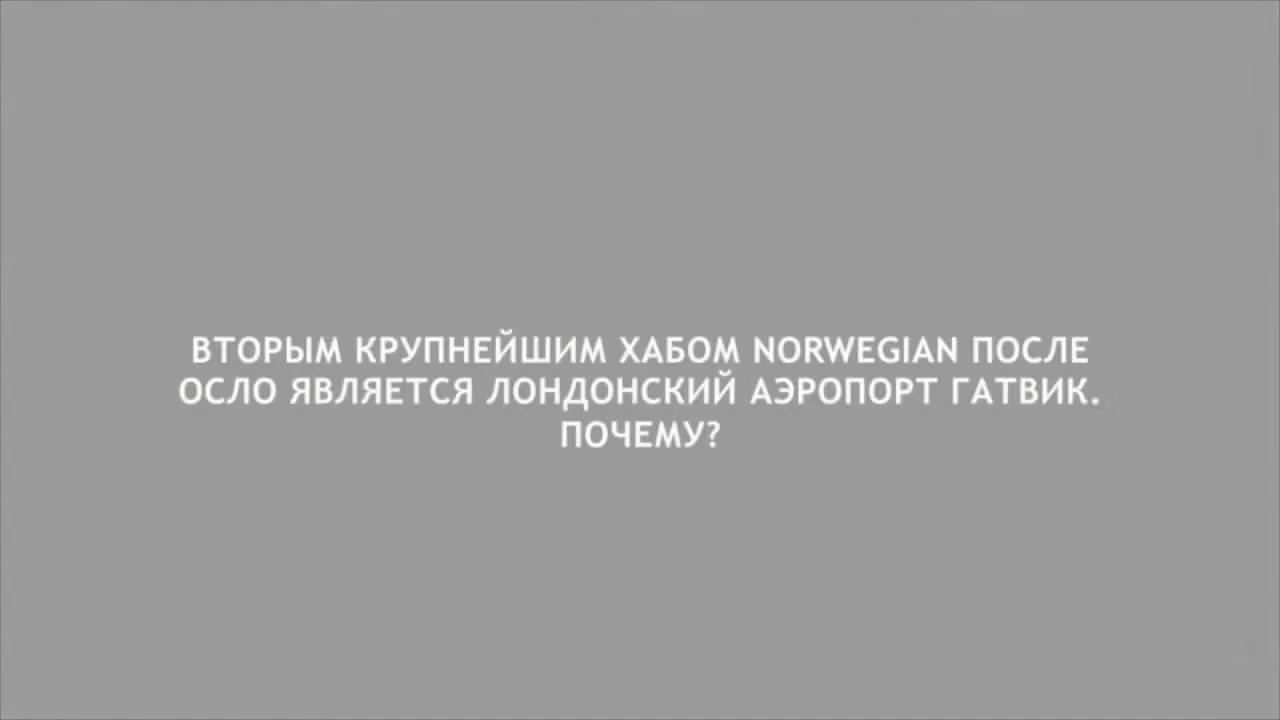 ВТОРЫМ КРУПНЕЙШИМ ХАБОМ NORWEGIAN ПОСЛЕ
ОСЛО ЯВЛЯЕТСЯ ЛОНДОНСКИЙ АЭРОПОРТ ГАТВИК.
ПОЧЕМУ?